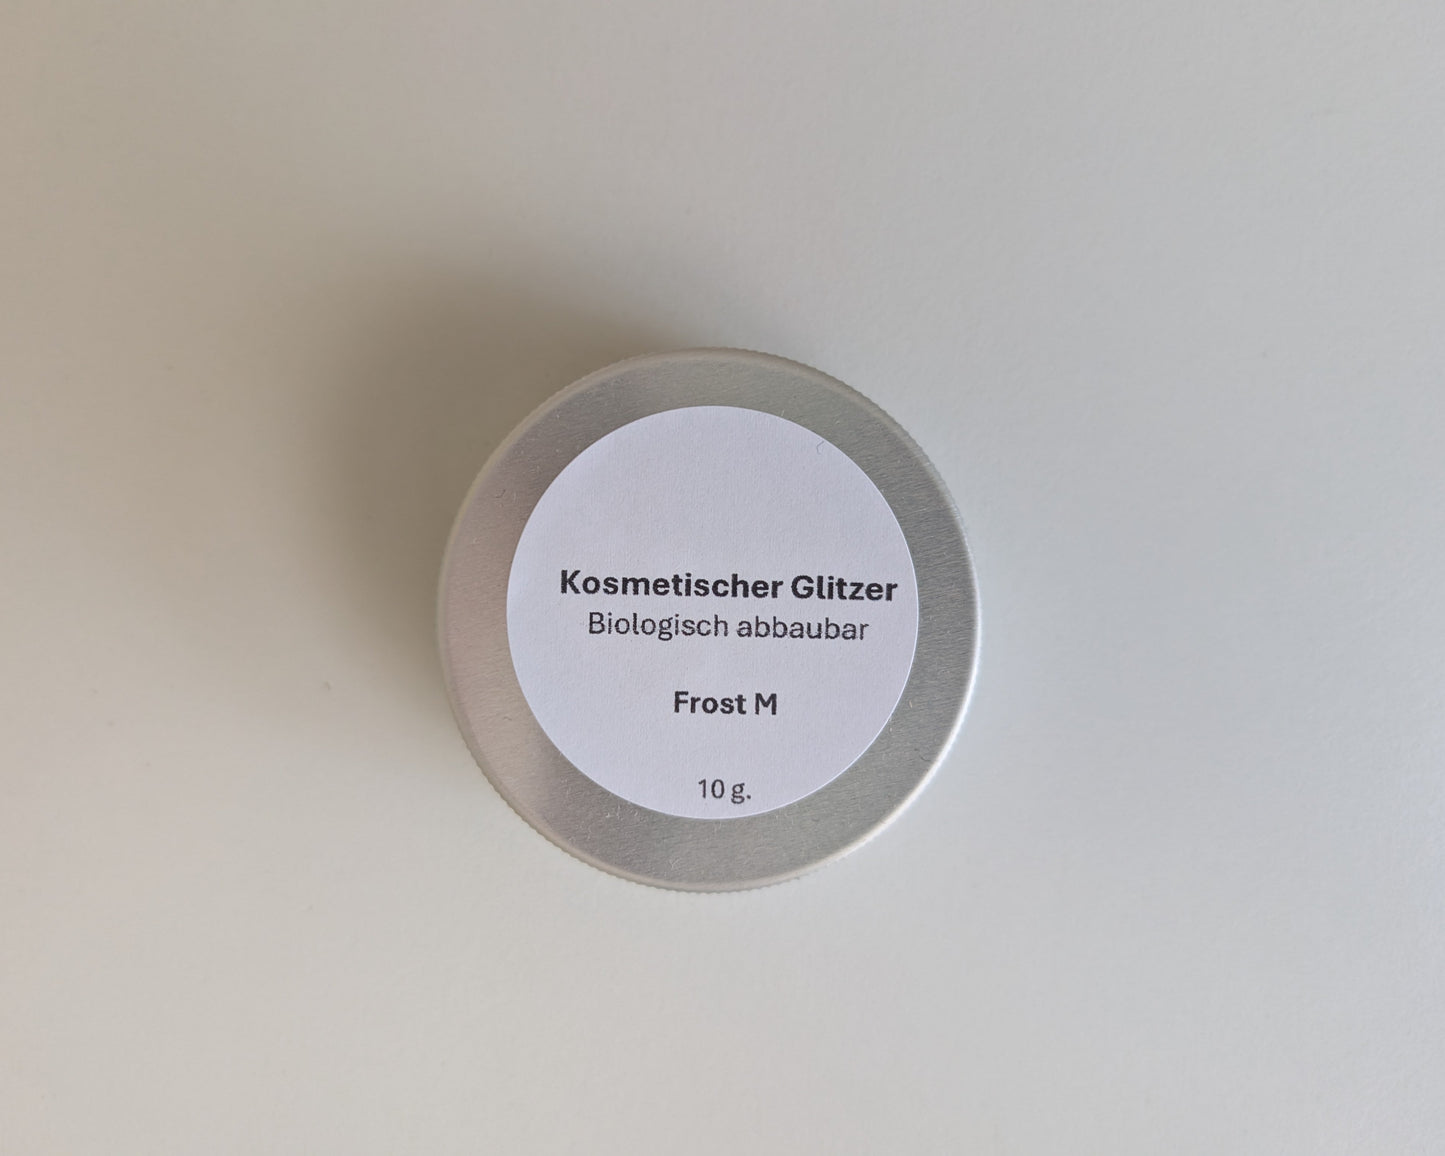 Kosmetischer Glitzer
Biologisch abbaubar
Frost M
10 g.